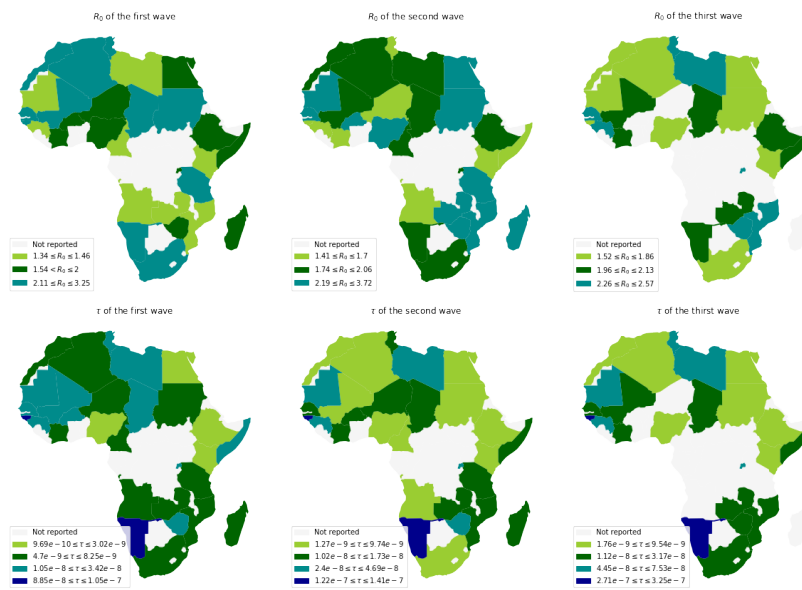 R₀ of the first wave
R₀ of the second wave
R₀ of the thirst wave
Not reported
1.34 ≤ R₀ ≤ 1.46
1.54 < R₀ ≤ 2
2.11 ≤ R₀ ≤ 3.25
Not reported
1.41 ≤ R₀ ≤ 1.7
1.74 ≤ R₀ ≤ 2.06
2.19 ≤ R₀ ≤ 3.72
Not reported
1.52 ≤ R₀ ≤ 1.86
1.96 ≤ R₀ ≤ 2.13
2.26 ≤ R₀ ≤ 2.57
τ of the first wave
τ of the second wave
τ of the thirst wave
Not reported
9.69e − 10 ≤ τ ≤ 3.02e − 9
4.7e − 9 ≤ τ ≤ 8.25e − 9
1.05e − 8 ≤ τ ≤ 3.42e − 8
8.85e − 8 ≤ τ ≤ 1.05e − 7
Not reported
1.27e − 9 ≤ τ ≤ 9.74e − 9
1.02e − 8 ≤ τ ≤ 1.73e − 8
2.4e − 8 ≤ τ ≤ 4.69e − 8
1.22e − 7 ≤ τ ≤ 1.41e − 7
Not reported
1.76e − 9 ≤ τ ≤ 9.54e − 9
1.12e − 8 ≤ τ ≤ 3.17e − 8
4.45e − 8 ≤ τ ≤ 7.53e − 8
2.71e − 7 ≤ τ ≤ 3.25e − 7